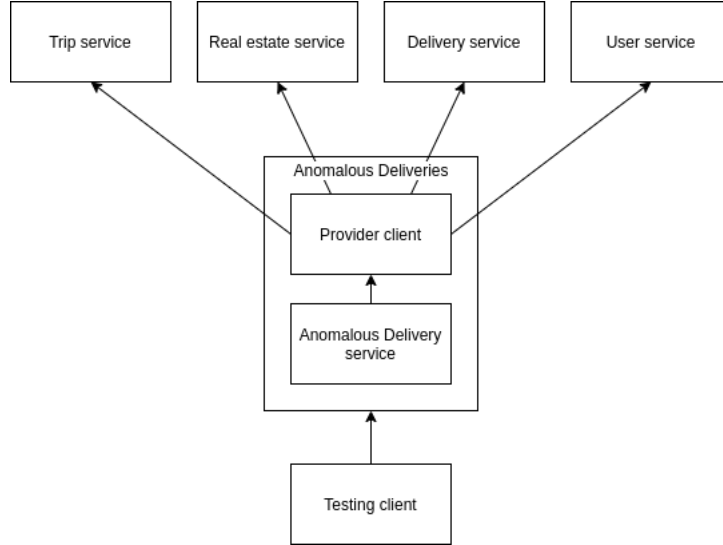 Trip service
Real estate service
Delivery service
User service
Anomalous Deliveries
Provider client
Anomalous Delivery
service
Testing client